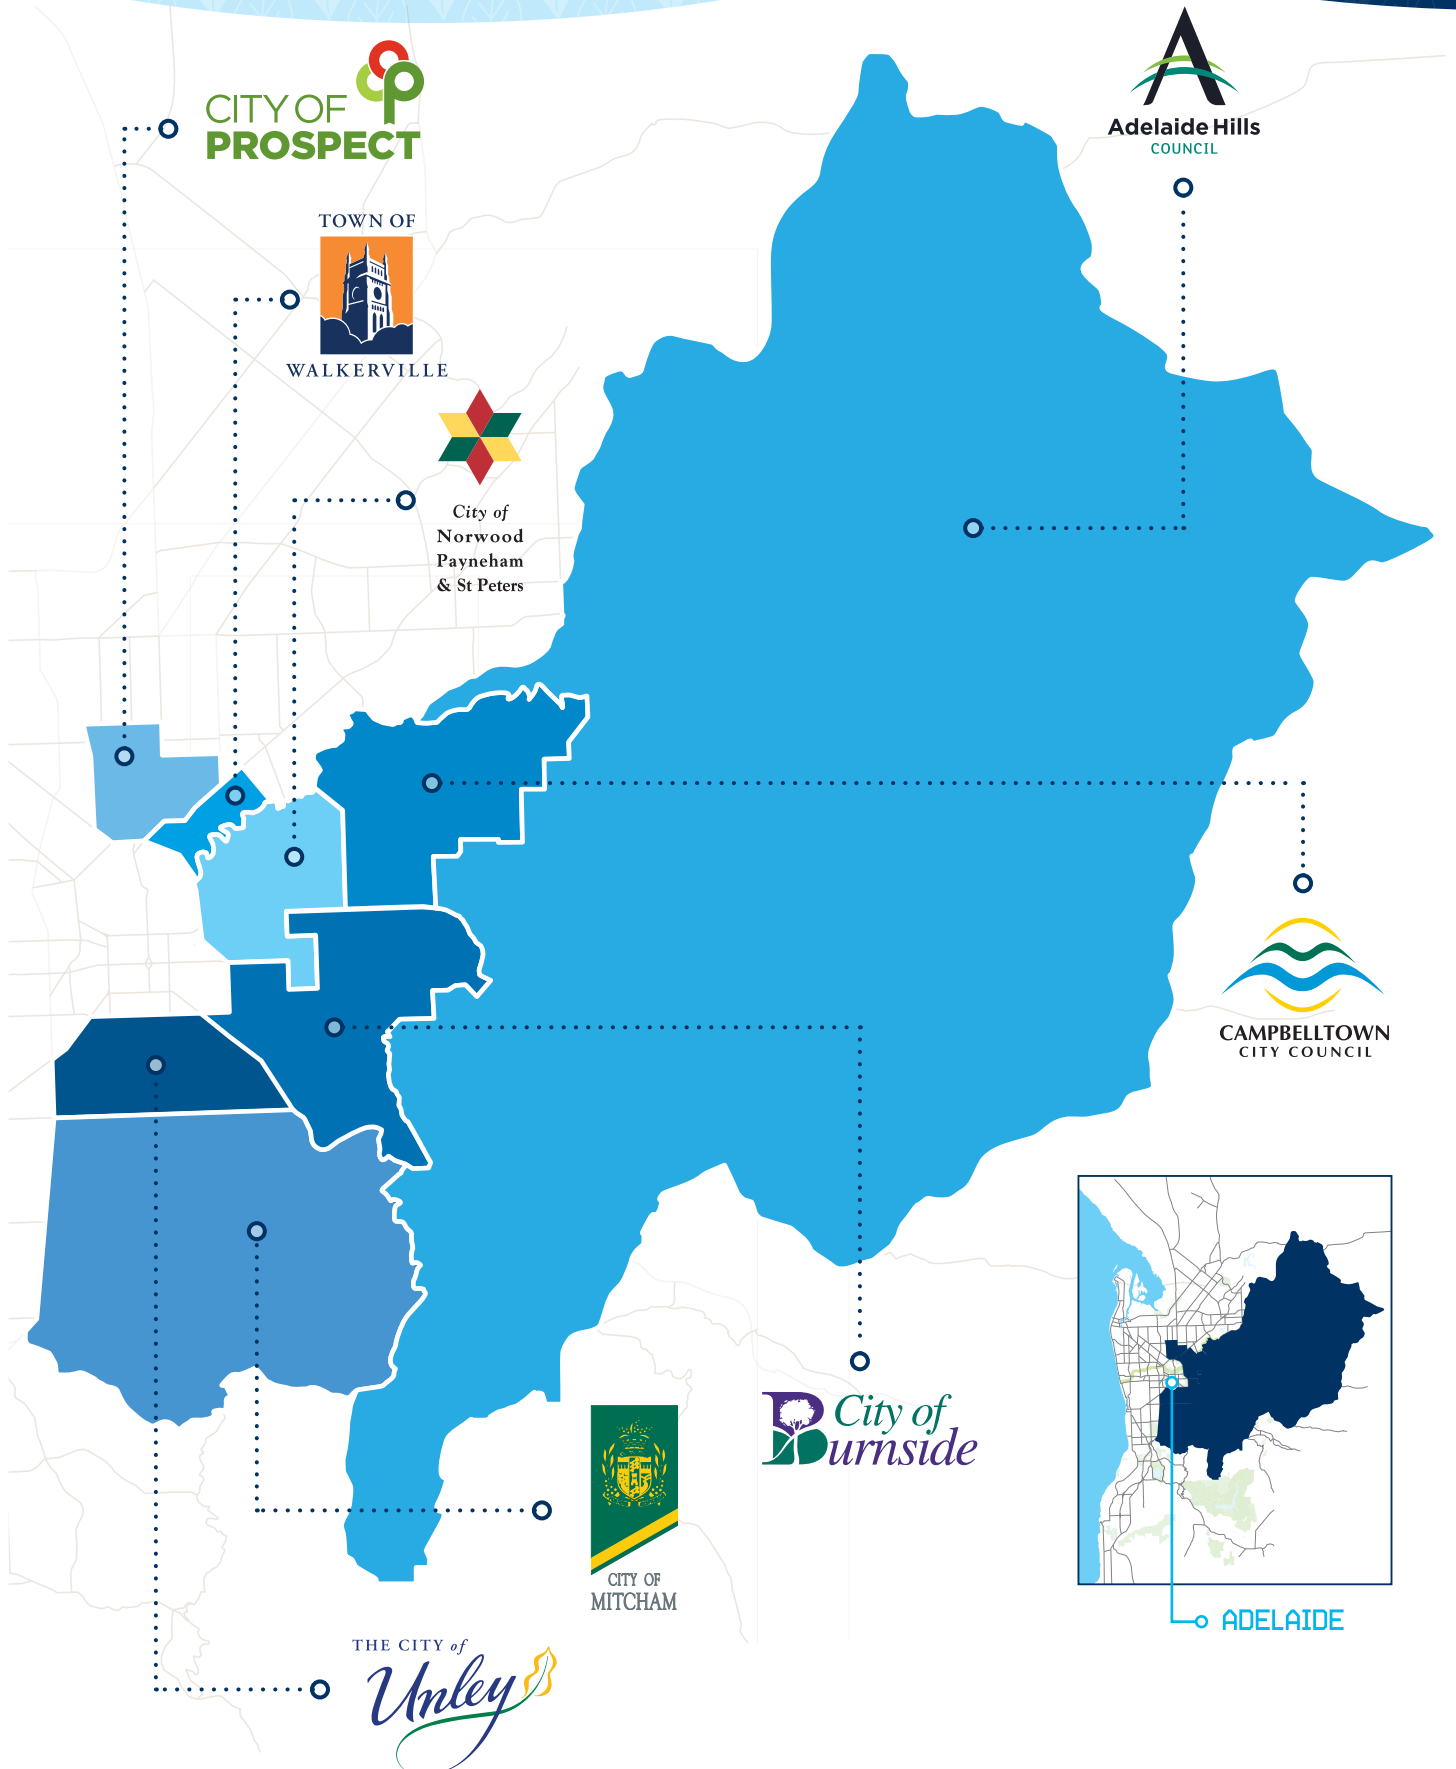 CITY OF
PROSPECT
Adelaide Hills
COUNCIL
TOWN OF
WALKERVILLE
City of
Norwood
Payneham
& St Peters
CAMPBELLTOWN
CITY COUNCIL
City of
Burnside
CITY OF
MITCHAM
ADELAIDE
THE CITY of
Unley